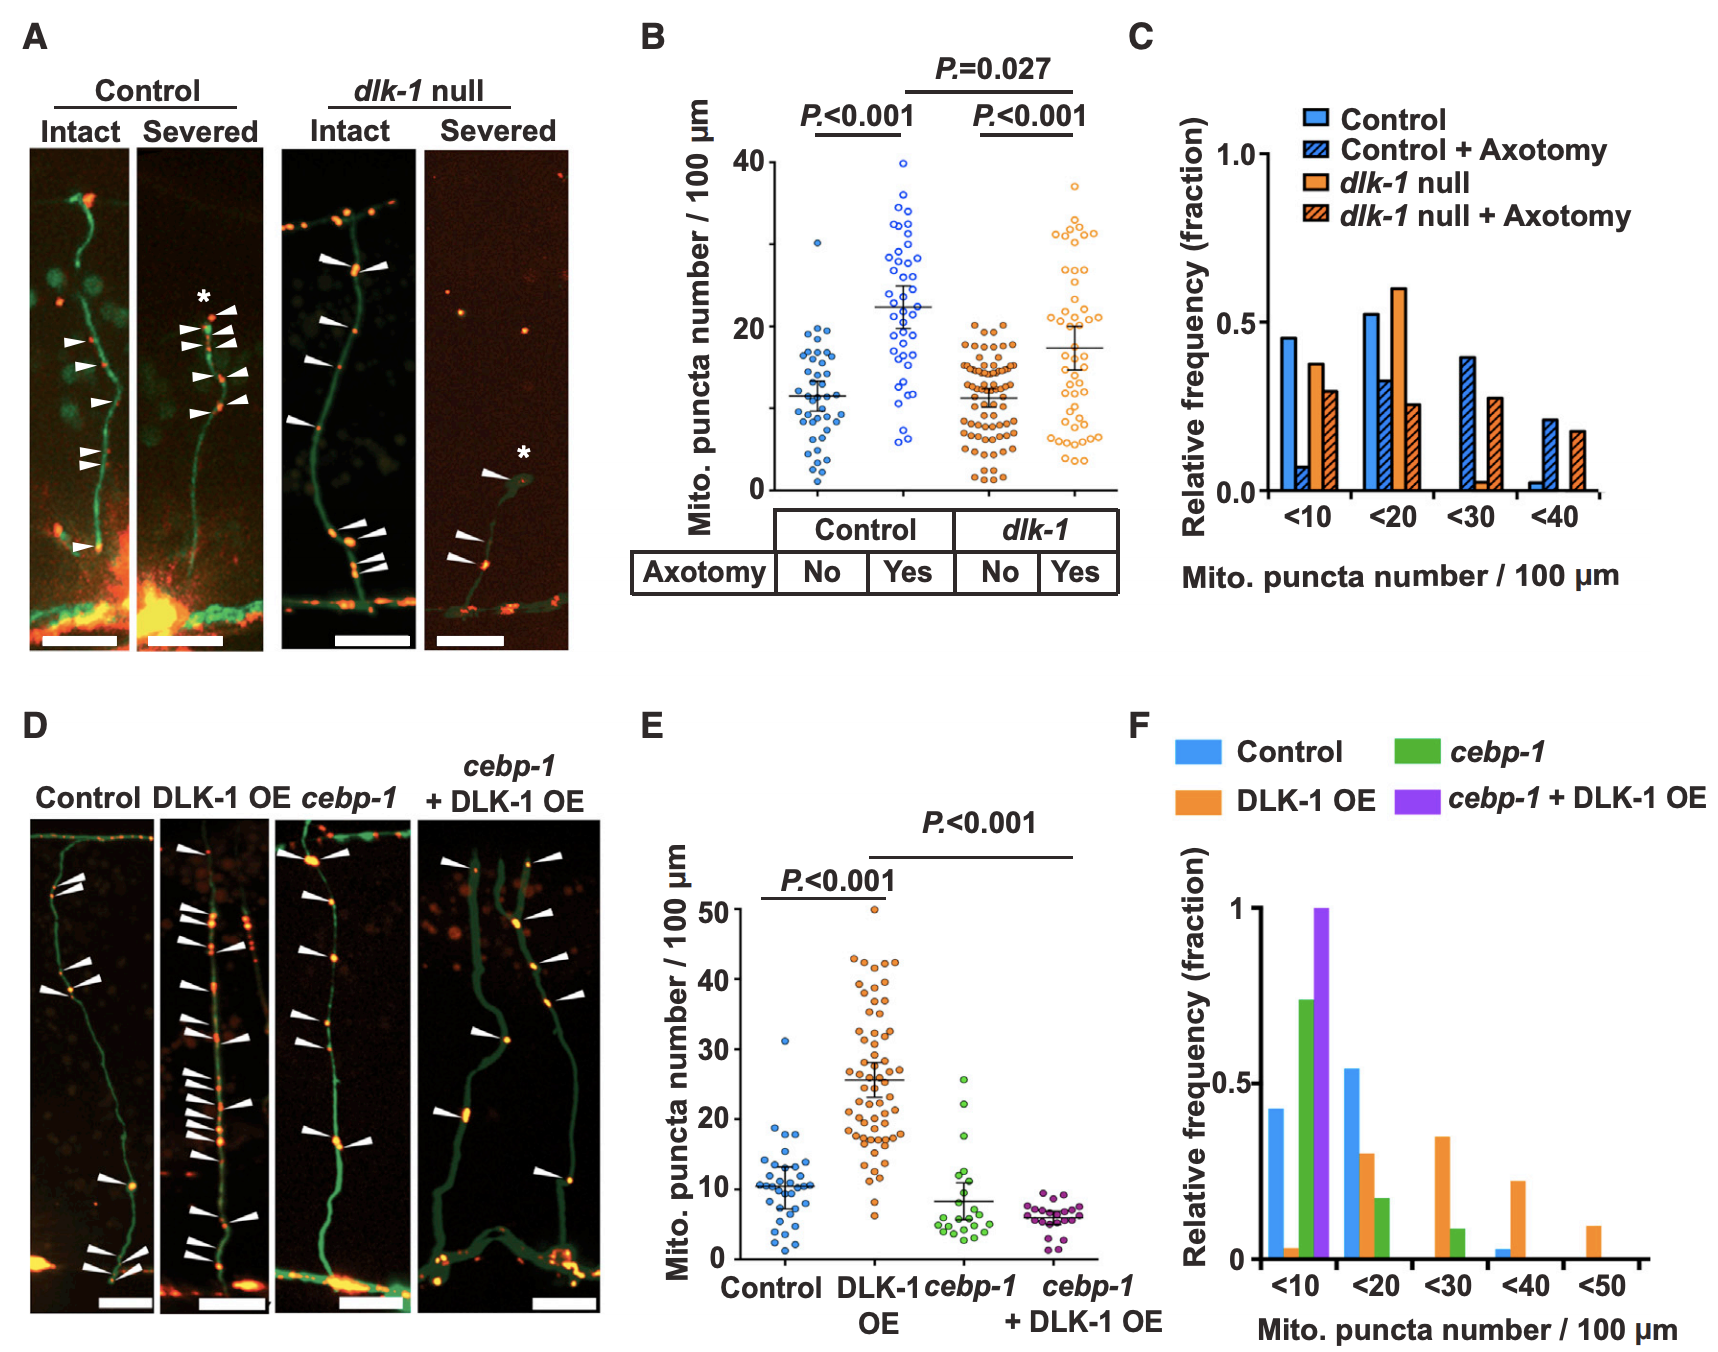 A
Control
dlk-1 null
Intact Severed Intact Severed
*
*
B
P.=0.027
P.<0.001 P.<0.001
Mito. puncta number / 100 µm
40
20
0
Control dlk-1
Axotomy No Yes No Yes
C
Control
Control + Axotomy
dlk-1 null
dlk-1 null + Axotomy
Relative frequency (fraction)
1.0
0.5
0.0
<10 <20 <30 <40
Mito. puncta number / 100 µm
D
Control DLK-1 OE cebp-1 cebp-1
+ DLK-1 OE
E
P.<0.001
P.<0.001
Mito. puncta number / 100 µm
50
40
30
20
10
0
Control DLK-1 OE cebp-1 cebp-1
+ DLK-1 OE
F
Control cebp-1
DLK-1 OE cebp-1 + DLK-1 OE
Relative frequency (fraction)
1
0.5
0
<10 <20 <30 <40 <50
Mito. puncta number / 100 µm